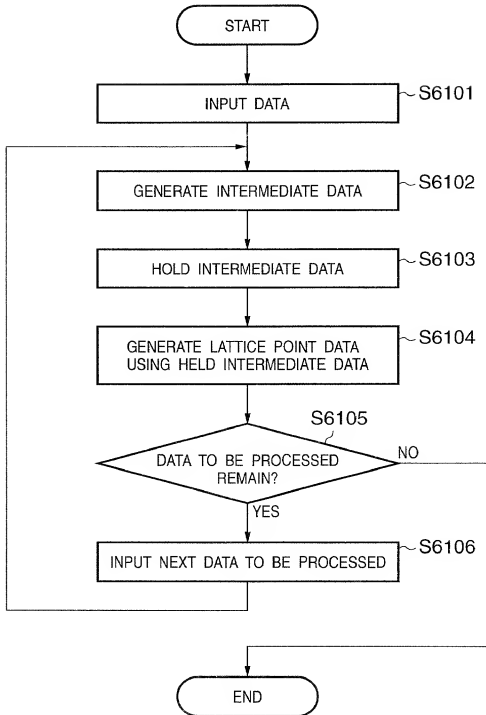 START
INPUT DATA
S6101
GENERATE INTERMEDIATE DATA
S6102
HOLD INTERMEDIATE DATA
S6103
GENERATE LATTICE POINT DATA
USING HELD INTERMEDIATE DATA
S6104
S6105
DATA TO BE PROCESSED
REMAIN?
NO
YES
INPUT NEXT DATA TO BE PROCESSED
S6106
END